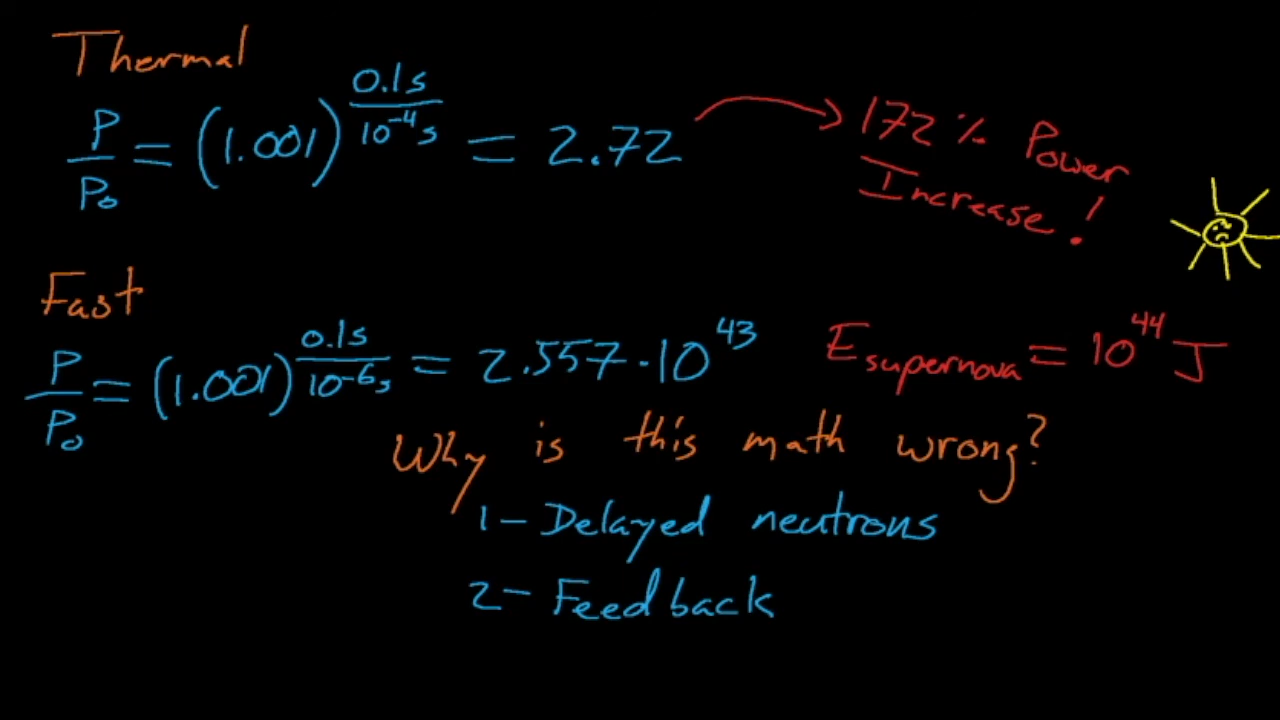 Thermal
P/P₀ = (1.001)^(0.1s/10⁻⁴s) = 2.72 → 172% Power
Increase!
Fast
P/P₀ = (1.001)^(0.1s/10⁻⁶s) = 2.557·10⁴³ E supernova = 10⁴⁴ J
Why is this math wrong?
1- Delayed neutrons
2- Feedback